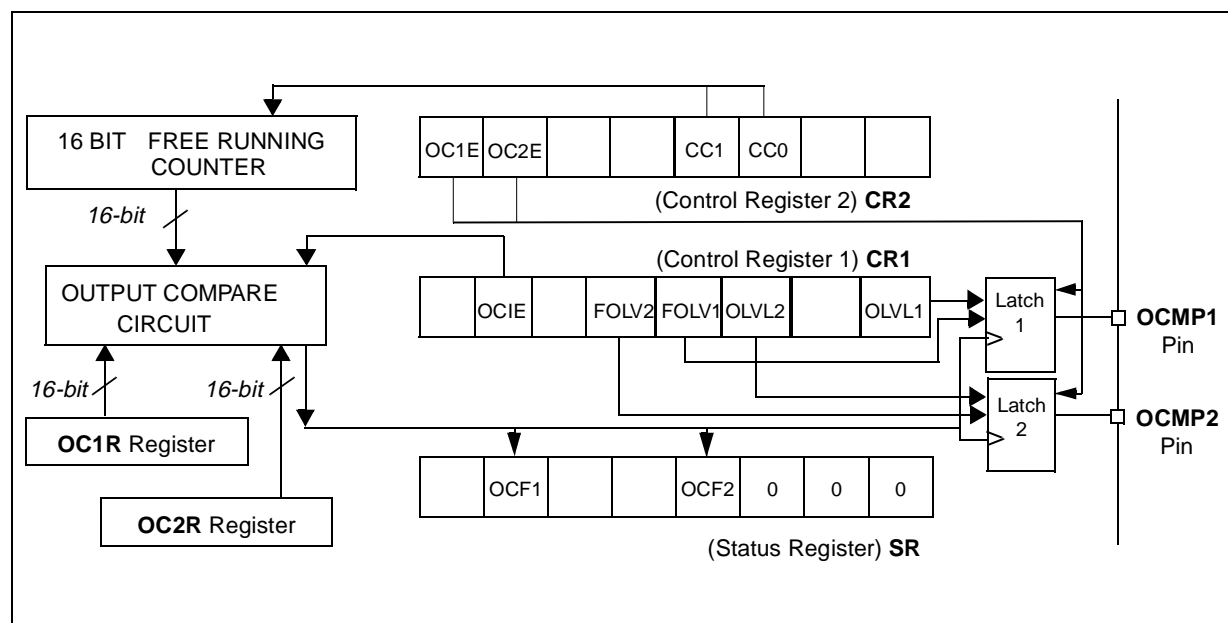 16 BIT FREE RUNNING
COUNTER
OC1E OC2E CC1 CC0
(Control Register 2) CR2
16-bit
(Control Register 1) CR1
OUTPUT COMPARE
CIRCUIT
OCIE FOLV2 FOLV1 OLVL2 OLVL1
Latch
1
OCMP1
Pin
16-bit
16-bit
Latch
2
OCMP2
Pin
OC1R Register
OCF1 OCF2 0 0 0
OC2R Register
(Status Register) SR